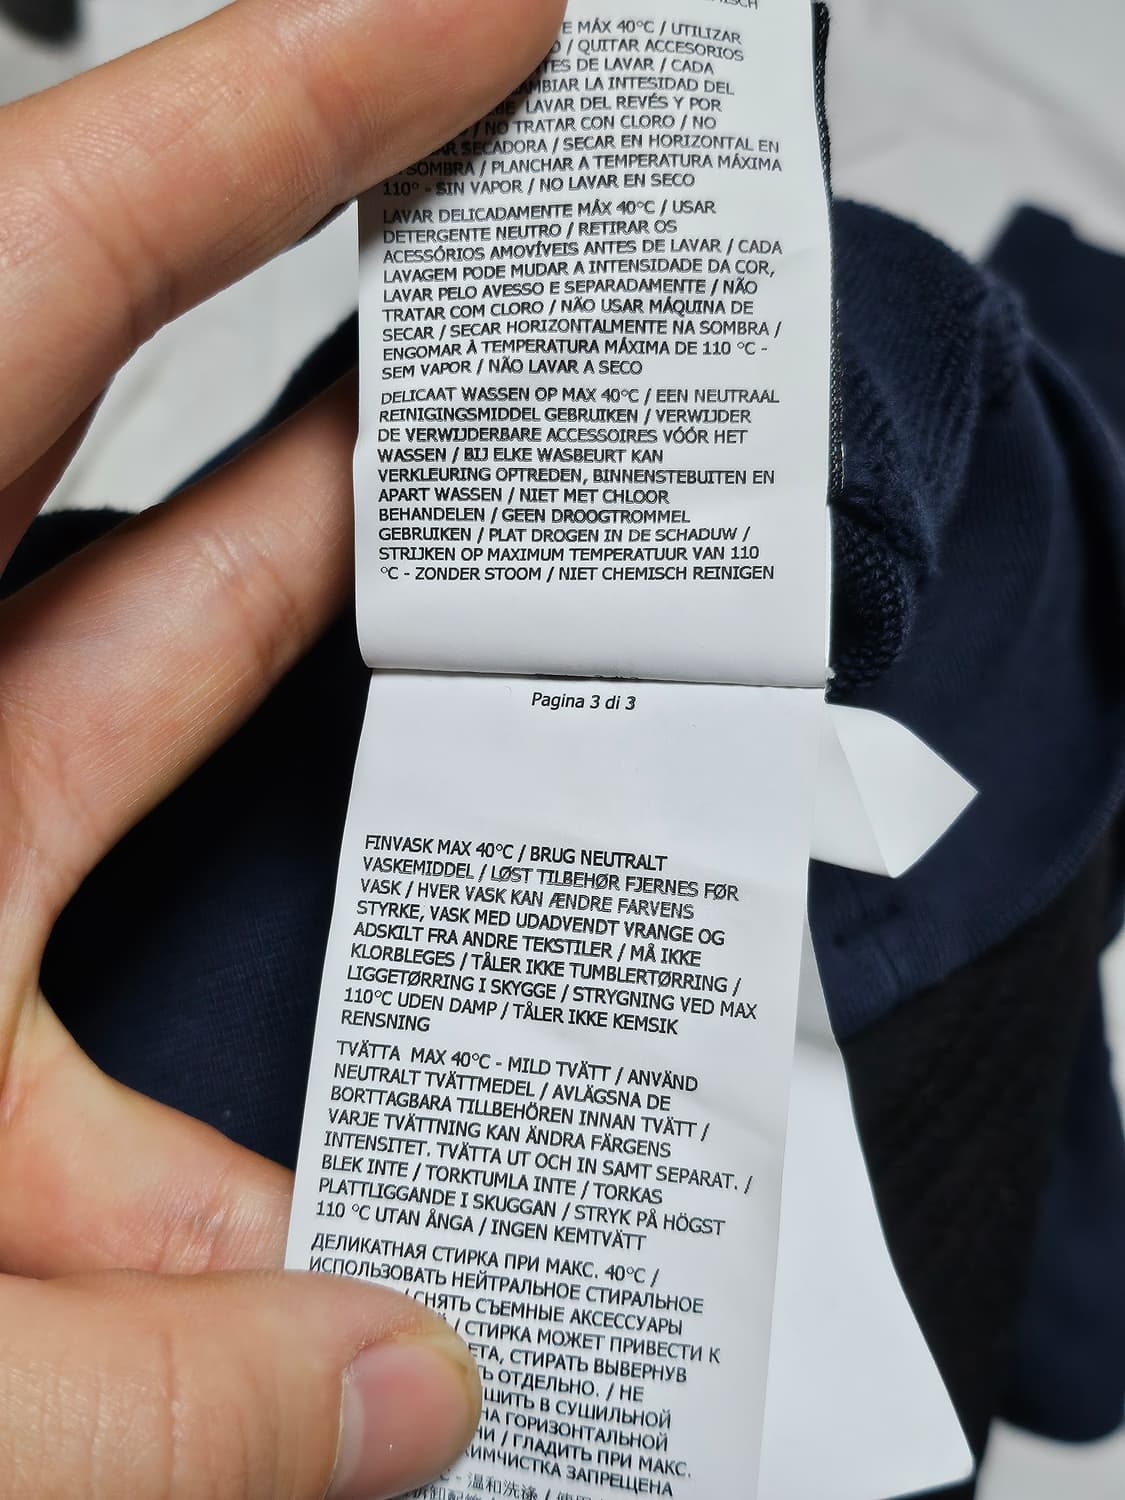 E MÁX 40°C / UTILIZAR
/ QUITAR ACCESORIOS
DE LAVAR / CADA
LA INTESIDAD DEL
LAVAR DEL REVÉS Y POR
/ NO TRATAR CON CLORO / NO
SECADORA / SECAR EN HORIZONTAL EN
SOMBRA / PLANCHAR A TEMPERATURA MÁXIMA
110° - SIN VAPOR / NO LAVAR EN SECO
LAVAR DELICADAMENTE MÁX 40°C / USAR
DETERGENTE NEUTRO / RETIRAR OS
ACESSÓRIOS AMOVÍVEIS ANTES DE LAVAR / CADA
LAVAGEM PODE MUDAR A INTENSIDADE DA COR,
LAVAR PELO AVESSO E SEPARADAMENTE / NÃO
TRATAR COM CLORO / NÃO USAR MÁQUINA DE
SECAR / SECAR HORIZONTALMENTE NA SOMBRA /
ENGOMAR À TEMPERATURA MÁXIMA DE 110 °C -
SEM VAPOR / NÃO LAVAR A SECO
DELICAAT WASSEN OP MAX 40°C / EEN NEUTRAAL
REINIGINGSMIDDEL GEBRUIKEN / VERWIJDER
DE VERWIJDERBARE ACCESSOIRES VÓÓR HET
WASSEN / BIJ ELKE WASBEURT KAN
VERKLEURING OPTREDEN, BINNENSTEBUITEN EN
APART WASSEN / NIET MET CHLOOR
BEHANDELEN / GEEN DROOGTROMMEL
GEBRUIKEN / PLAT DROGEN IN DE SCHADUW /
STRIJKEN OP MAXIMUM TEMPERATUUR VAN 110
°C - ZONDER STOOM / NIET CHEMISCH REINIGEN
Pagina 3 di 3
FINVASK MAX 40°C / BRUG NEUTRALT
VASKEMIDDEL / LØST TILBEHØR FJERNES FØR
VASK / HVER VASK KAN ÆNDRE FARVENS
STYRKE, VASK MED UDADVENDT VRANGE OG
ADSKILT FRA ANDRE TEKSTILER / MÅ IKKE
KLORBLEGES / TÅLER IKKE TUMBLERTØRRING /
LIGGETØRRING I SKYGGE / STRYGNING VED MAX
110°C UDEN DAMP / TÅLER IKKE KEMSIK
RENSNING
TVÄTTA MAX 40°C - MILD TVÄTT / ANVÄND
NEUTRALT TVÄTTMEDEL / AVLÄGSNA DE
BORTTAGBARA TILLBEHÖREN INNAN TVÄTT /
VARJE TVÄTTNING KAN ÄNDRA FÄRGENS
INTENSITET. TVÄTTA UT OCH IN SAMT SEPARAT. /
BLEK INTE / TORKTUMLA INTE / TORKAS
PLATTLIGGANDE I SKUGGAN / STRYK PÅ HÖGST
110 °C UTAN ÅNGA / INGEN KEMTVÄTT
ДЕЛИКАТНАЯ СТИРКА ПРИ МАКС. 40°C /
ИСПОЛЬЗОВАТЬ НЕЙТРАЛЬНОЕ СТИРАЛЬНОЕ
/ СНЯТЬ СЪЕМНЫЕ АКСЕССУАРЫ
/ СТИРКА МОЖЕТ ПРИВЕСТИ К
ЕТА, СТИРАТЬ ВЫВЕРНУВ
Ь ОТДЕЛЬНО. / НЕ
ШИТЬ В СУШИЛЬНОЙ
НА ГОРИЗОНТАЛЬНОЙ
НИ / ГЛАДИТЬ ПРИ МАКС.
ХИМЧИСТКА ЗАПРЕЩЕНА
- 温和洗涤 /